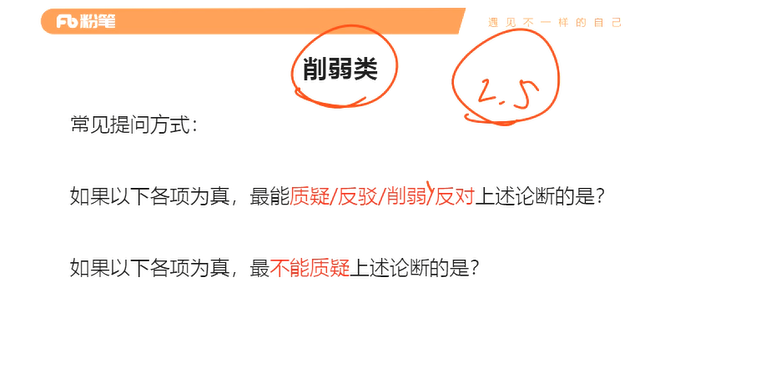 Fb粉笔
遇见不一样的自己
削弱类
2.5
常见提问方式：
如果以下各项为真，最能质疑/反驳/削弱/反对上述论断的是？
如果以下各项为真，最不能质疑上述论断的是？